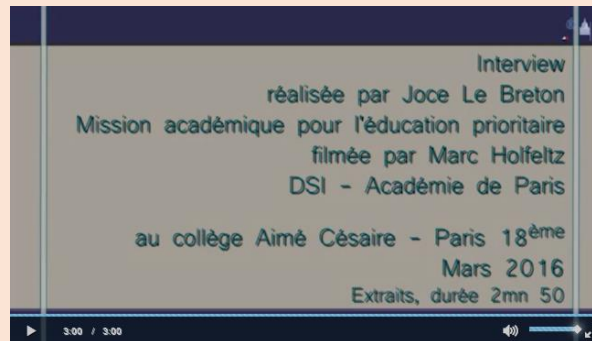 Interview
réalisée par Joce Le Breton
Mission académique pour l'éducation prioritaire
filmée par Marc Holfeltz
DSI - Académie de Paris
au collège Aimé Césaire - Paris 18ème
Mars 2016
Extraits, durée 2mn 50
3:00 / 3:00